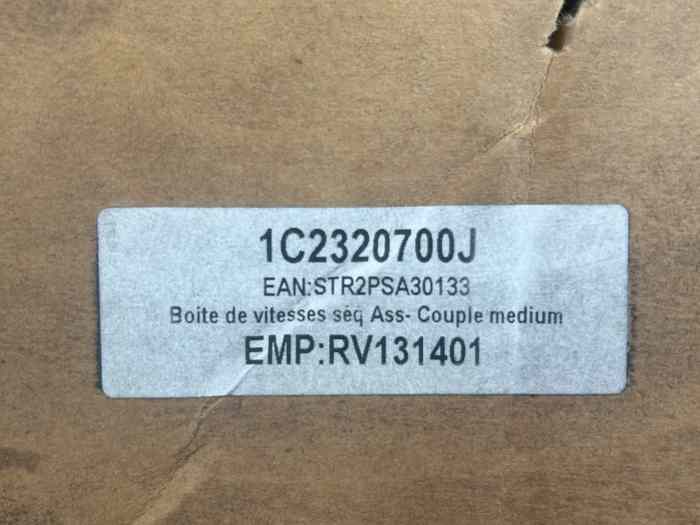 1C2320700J
EAN:STR2PSA30133
Boite de vitesses séq Ass- Couple medium
EMP:RV131401